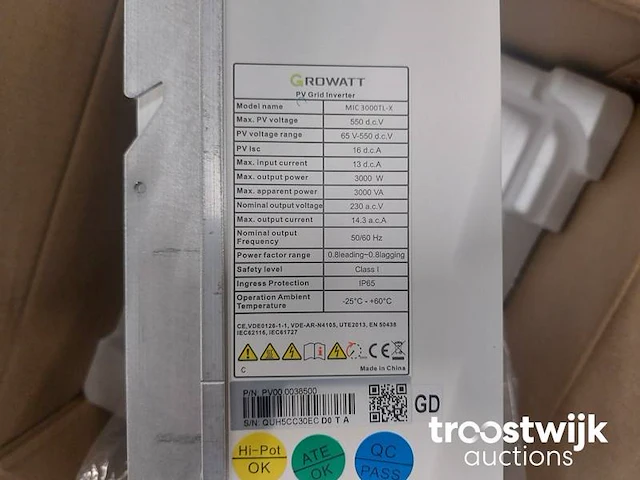 GROWATT
PV Grid Inverter
Model name MIC 3000TL-X
Max. PV voltage 550 d.c.V
PV voltage range 65 V-550 d.c.V
PV Isc 16 d.c.A
Max. input current 13 d.c.A
Max. output power 3000 W
Max. apparent power 3000 VA
Nominal output voltage 230 a.c.V
Max. output current 14.3 a.c.A
Nominal output
Frequency 50/60 Hz
Power factor range 0.8leading~0.8lagging
Safety level Class I
Ingress Protection IP65
Operation Ambient
Temperature -25°C - +60°C
CE,VDE0126-1-1, VDE-AR-N4105, UTE2013, EN 50438
IEC62116, IEC61727
CE
C Made in China
P/N: PV00.0038500
S/N: QUH5CC30EC D0 T A
GD
Hi-Pot
OK
ATE
OK
QC
PASS
troostwijk
auctions